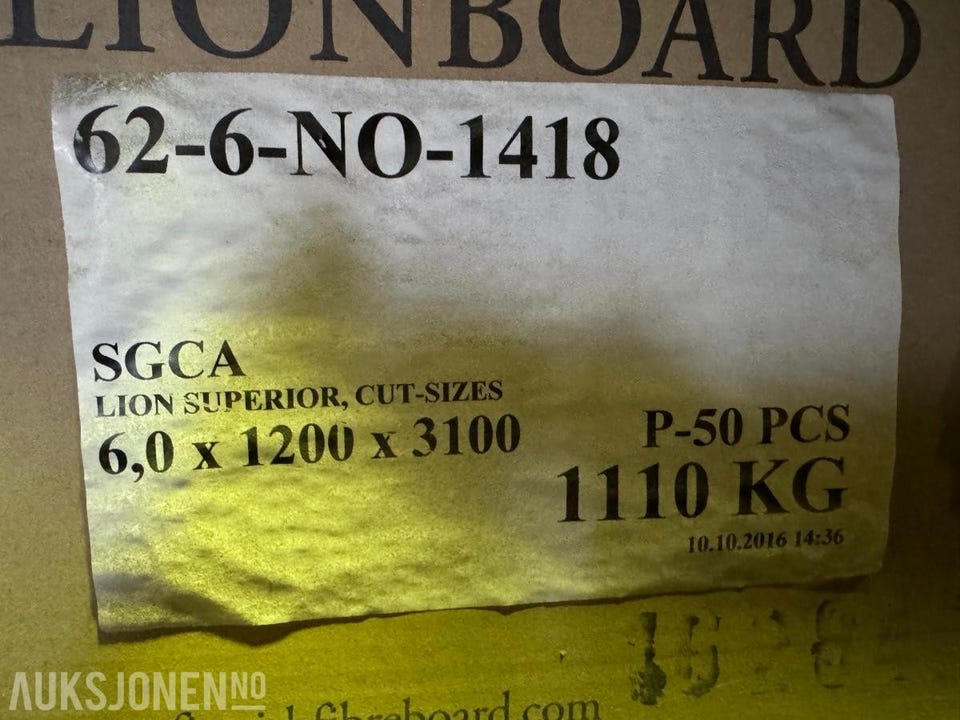 LIONBOARD
62-6-NO-1418
SGCA
LION SUPERIOR, CUT-SIZES
6,0 x 1200 x 3100
P-50 PCS
1110 KG
10.10.2016 14:36
AUKSJONEN NO